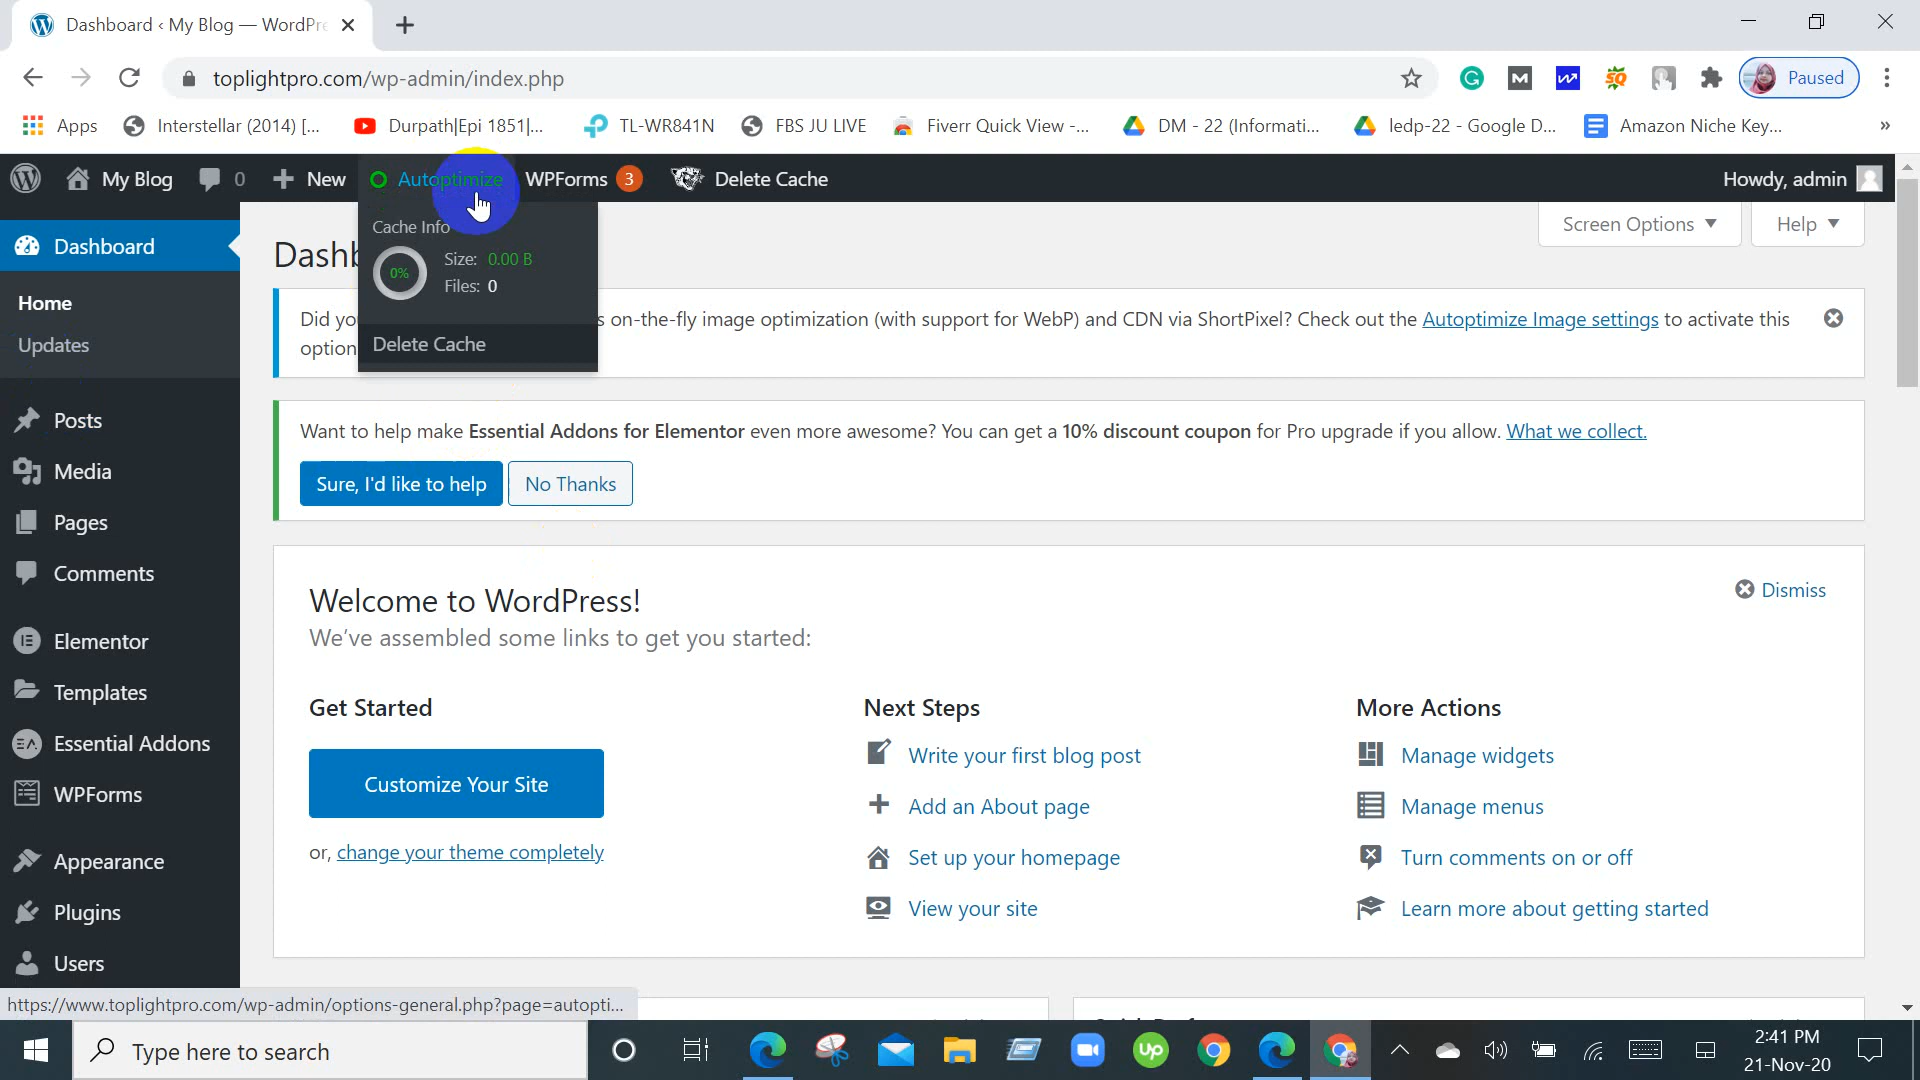 Dashboard ‹ My Blog — WordPre
toplightpro.com/wp-admin/index.php
Paused
Apps
Interstellar (2014) [...
Durpath|Epi 1851|...
TL-WR841N
FBS JU LIVE
Fiverr Quick View -...
DM - 22 (Informati...
ledp-22 - Google D...
Amazon Niche Key...
»
My Blog
0
New
Autoptimize
WPForms 3
Delete Cache
Howdy, admin
Cache Info
0%
Size: 0.00 B
Files: 0
Delete Cache
Screen Options
Help
Dashboard
Home
Updates
Posts
Media
Pages
Comments
Elementor
Templates
Essential Addons
WPForms
Appearance
Plugins
Users
Dashb
Did yo
s on-the-fly image optimization (with support for WebP) and CDN via ShortPixel? Check out the Autoptimize Image settings to activate this
option
Want to help make Essential Addons for Elementor even more awesome? You can get a 10% discount coupon for Pro upgrade if you allow. What we collect.
Sure, I'd like to help
No Thanks
Welcome to WordPress!
Dismiss
We've assembled some links to get you started:
Get Started
Customize Your Site
or, change your theme completely
Next Steps
Write your first blog post
Add an About page
Set up your homepage
View your site
More Actions
Manage widgets
Manage menus
Turn comments on or off
Learn more about getting started
https://www.toplightpro.com/wp-admin/options-general.php?page=autopti...
Type here to search
2:41 PM
21-Nov-20